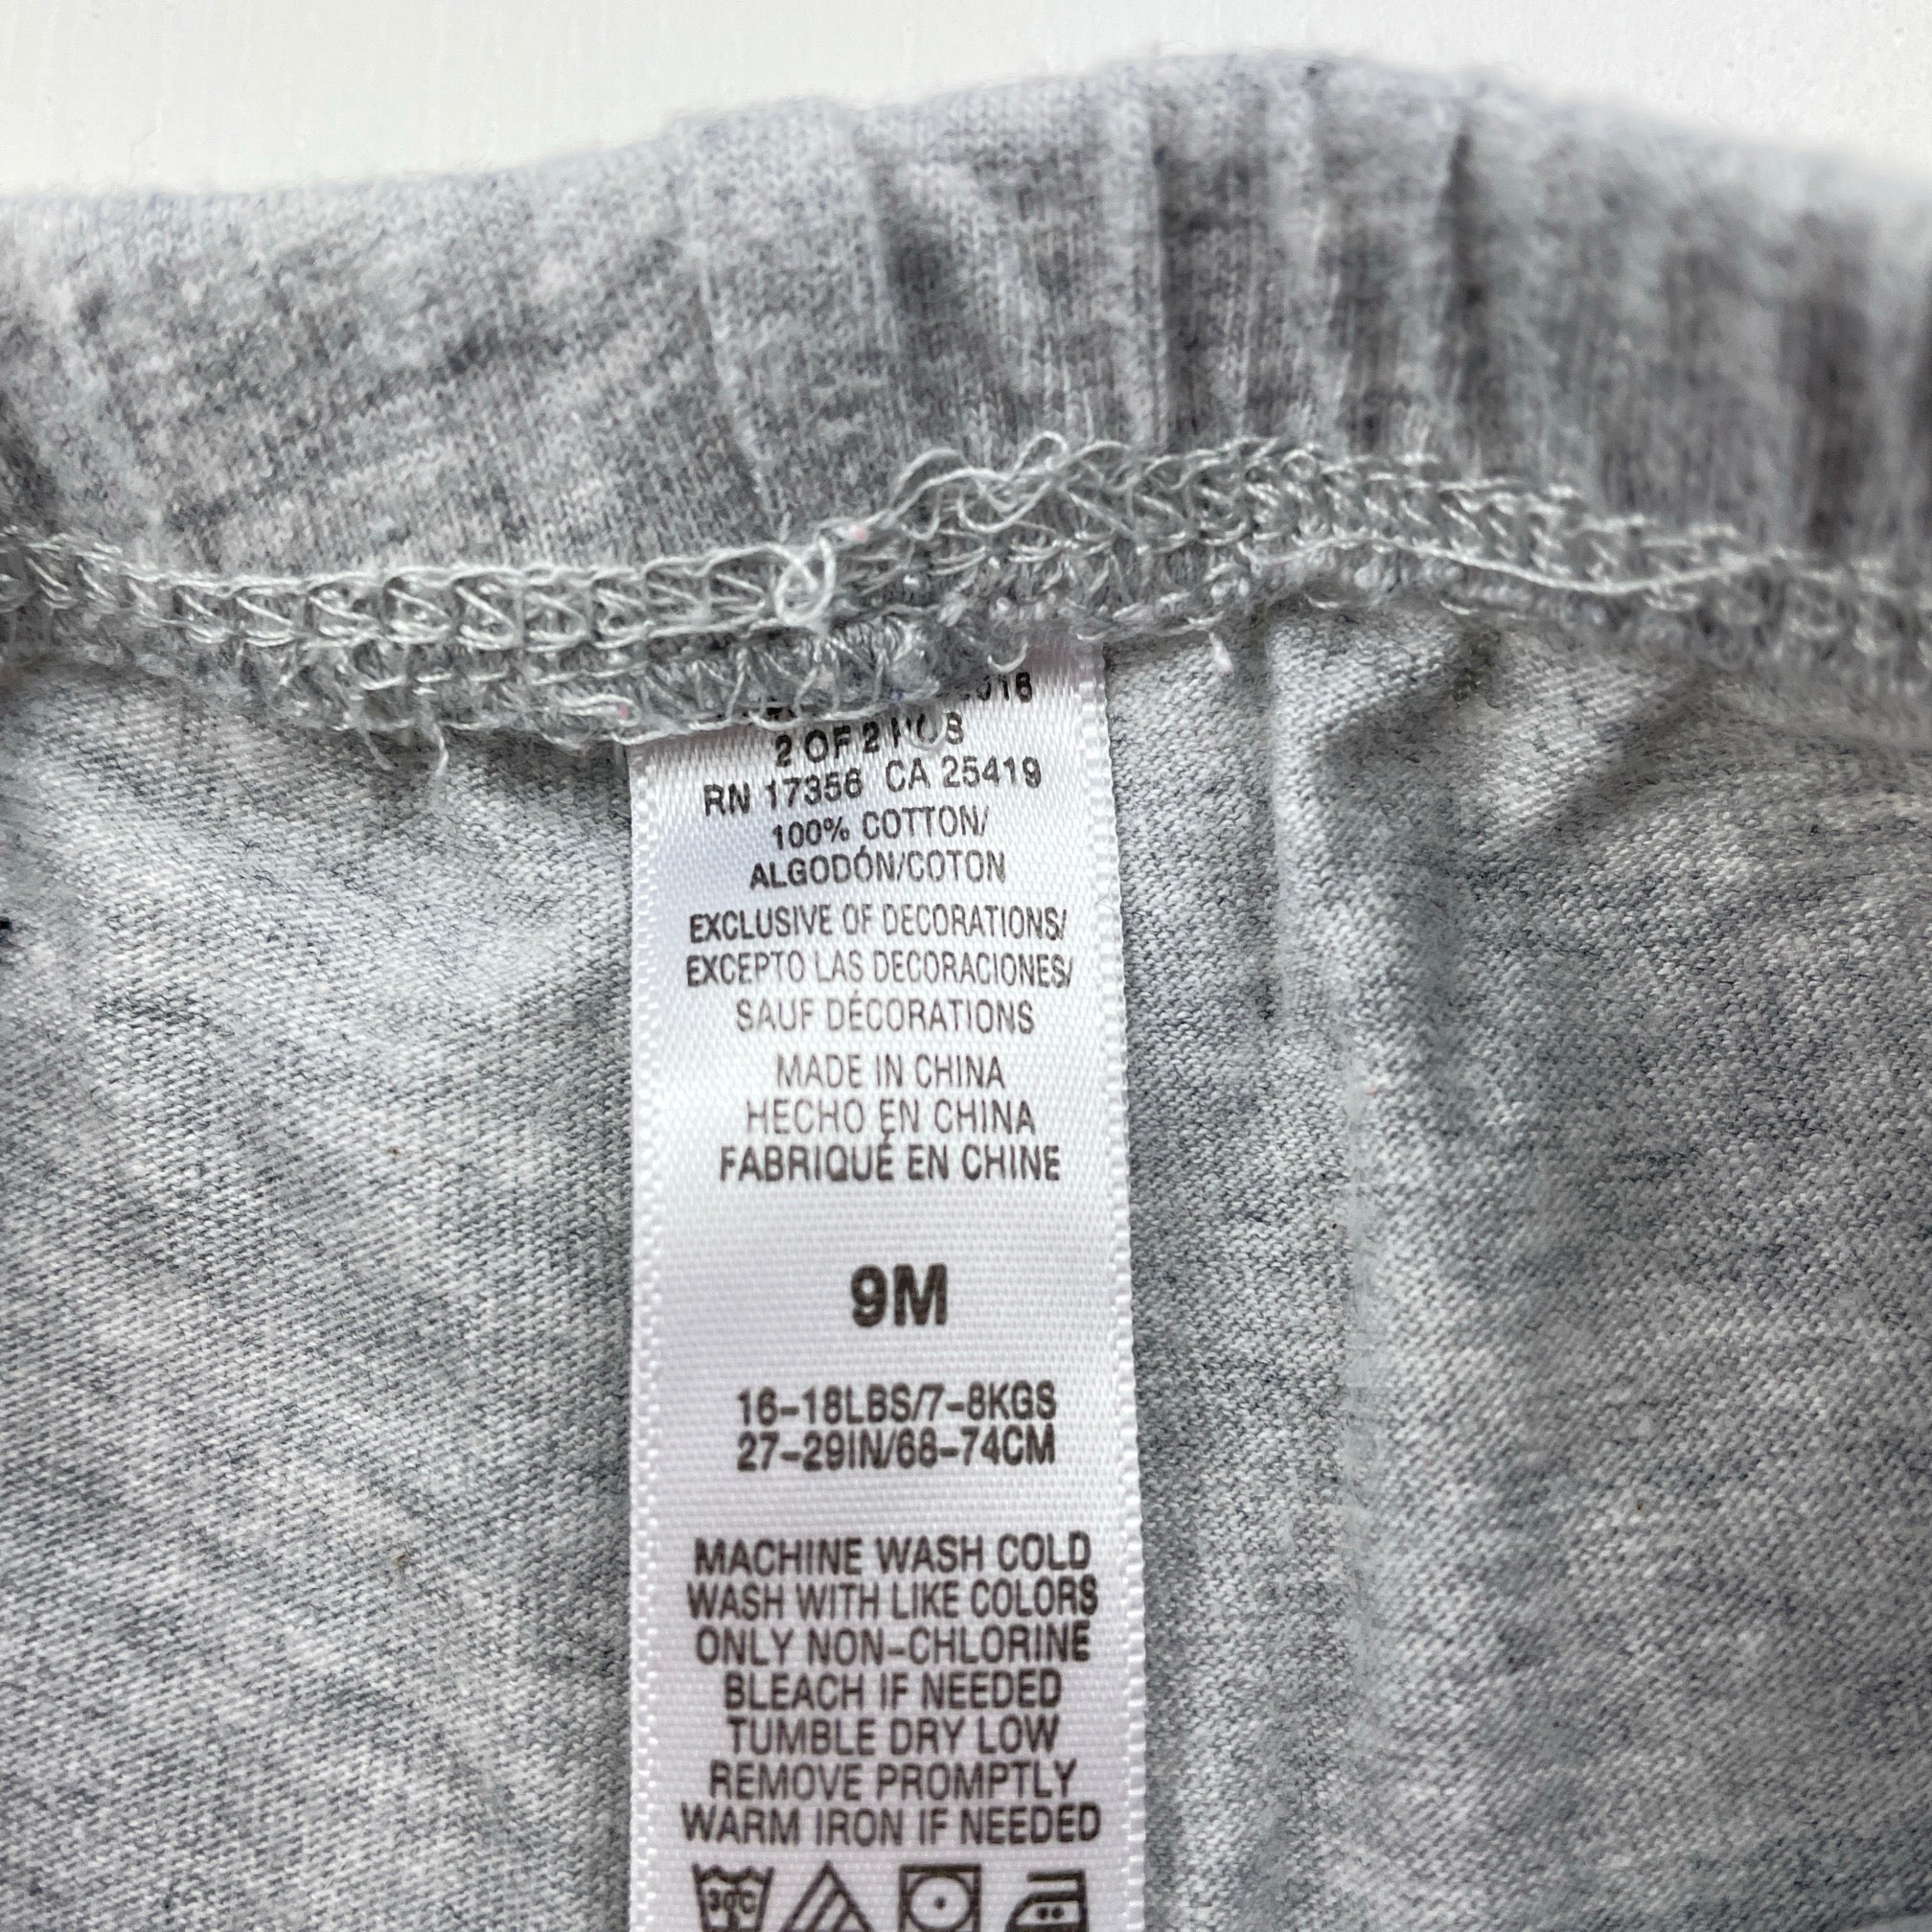 2 OF 2
RN 17356 CA 25419
100% COTTON/
ALGODÓN/COTON
EXCLUSIVE OF DECORATIONS/
EXCEPTO LAS DECORACIONES/
SAUF DÉCORATIONS
MADE IN CHINA
HECHO EN CHINA
FABRIQUÉ EN CHINE
9M
16-18LBS/7-8KGS
27-29IN/68-74CM
MACHINE WASH COLD
WASH WITH LIKE COLORS
ONLY NON-CHLORINE
BLEACH IF NEEDED
TUMBLE DRY LOW
REMOVE PROMPTLY
WARM IRON IF NEEDED
30°C